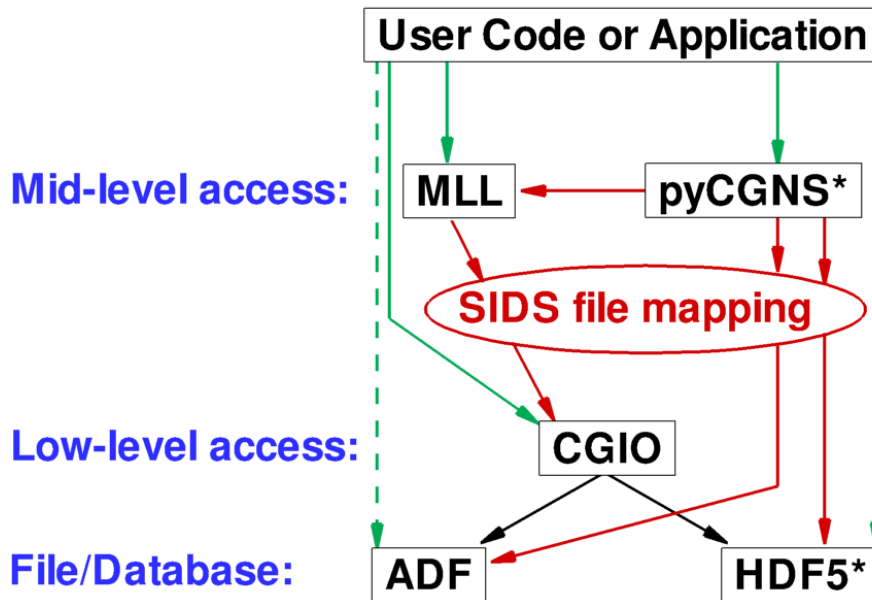 User Code or Application
Mid-level access: MLL pyCGNS*
SIDS file mapping
Low-level access: CGIO
File/Database: ADF HDF5*